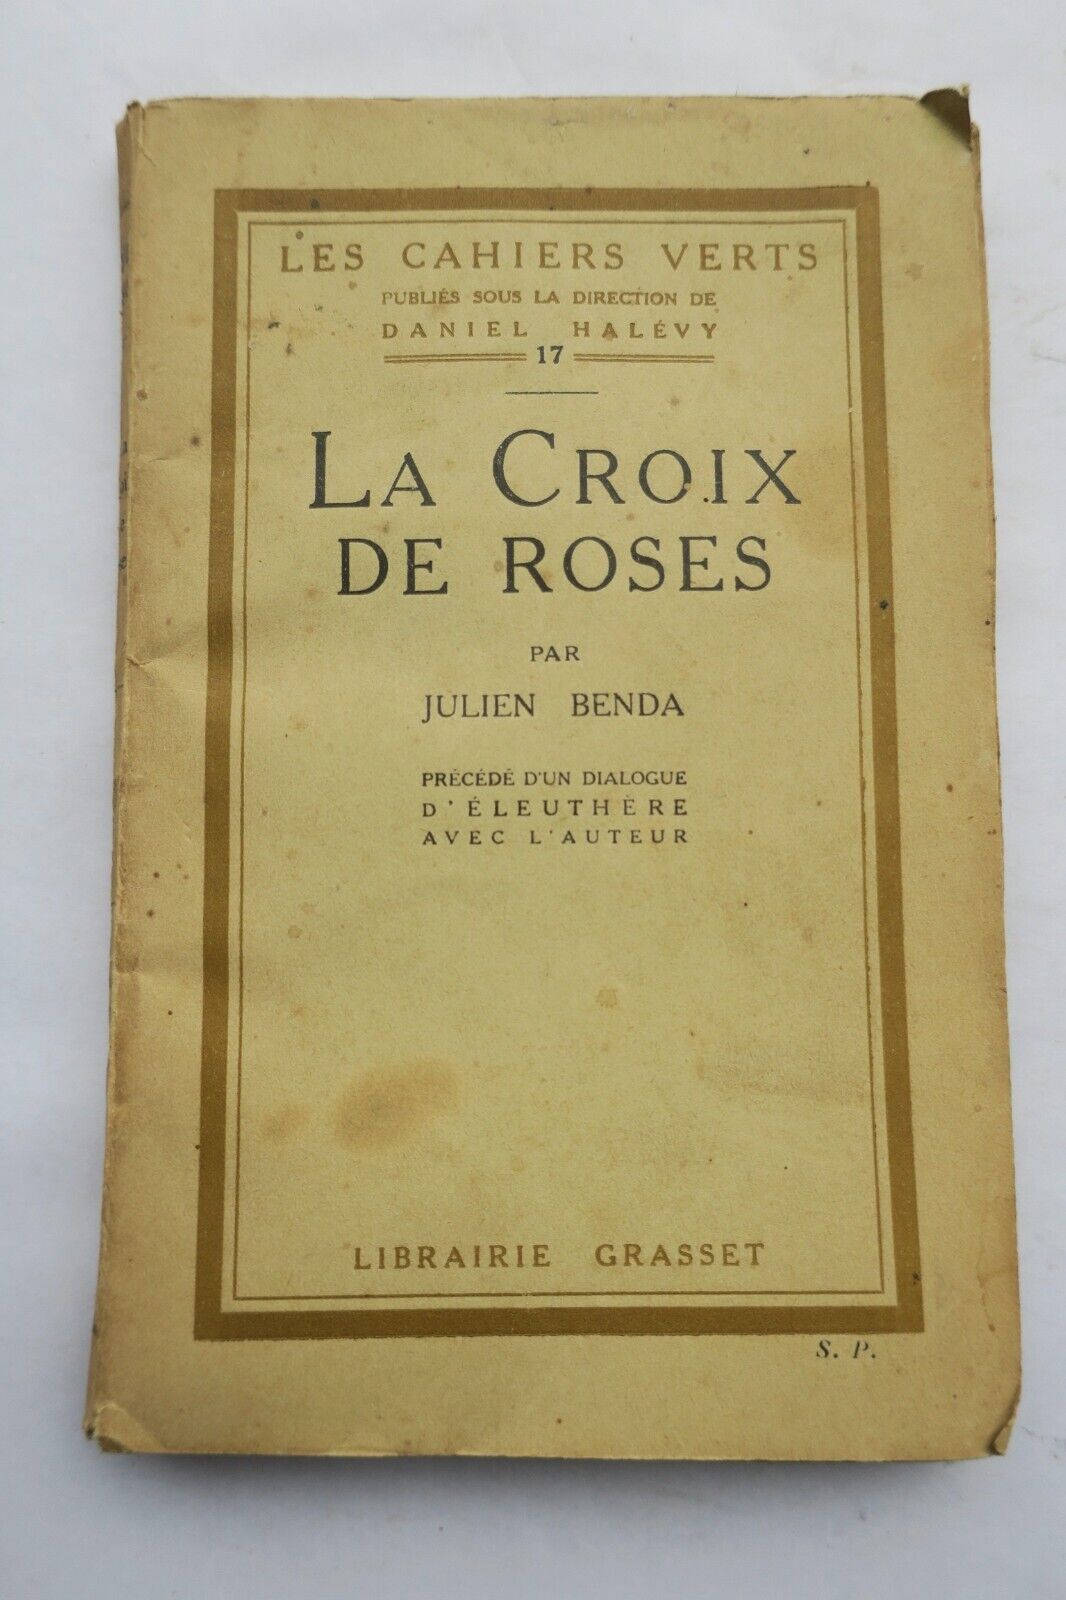 LES CAHIERS VERTS
PUBLIÉS SOUS LA DIRECTION DE
DANIEL HALÉVY
17
LA CROIX
DE ROSES
PAR
JULIEN BENDA
PRÉCÉDÉ D'UN DIALOGUE
D'ÉLEUTHÈRE
AVEC L'AUTEUR
LIBRAIRIE GRASSET
S. P.